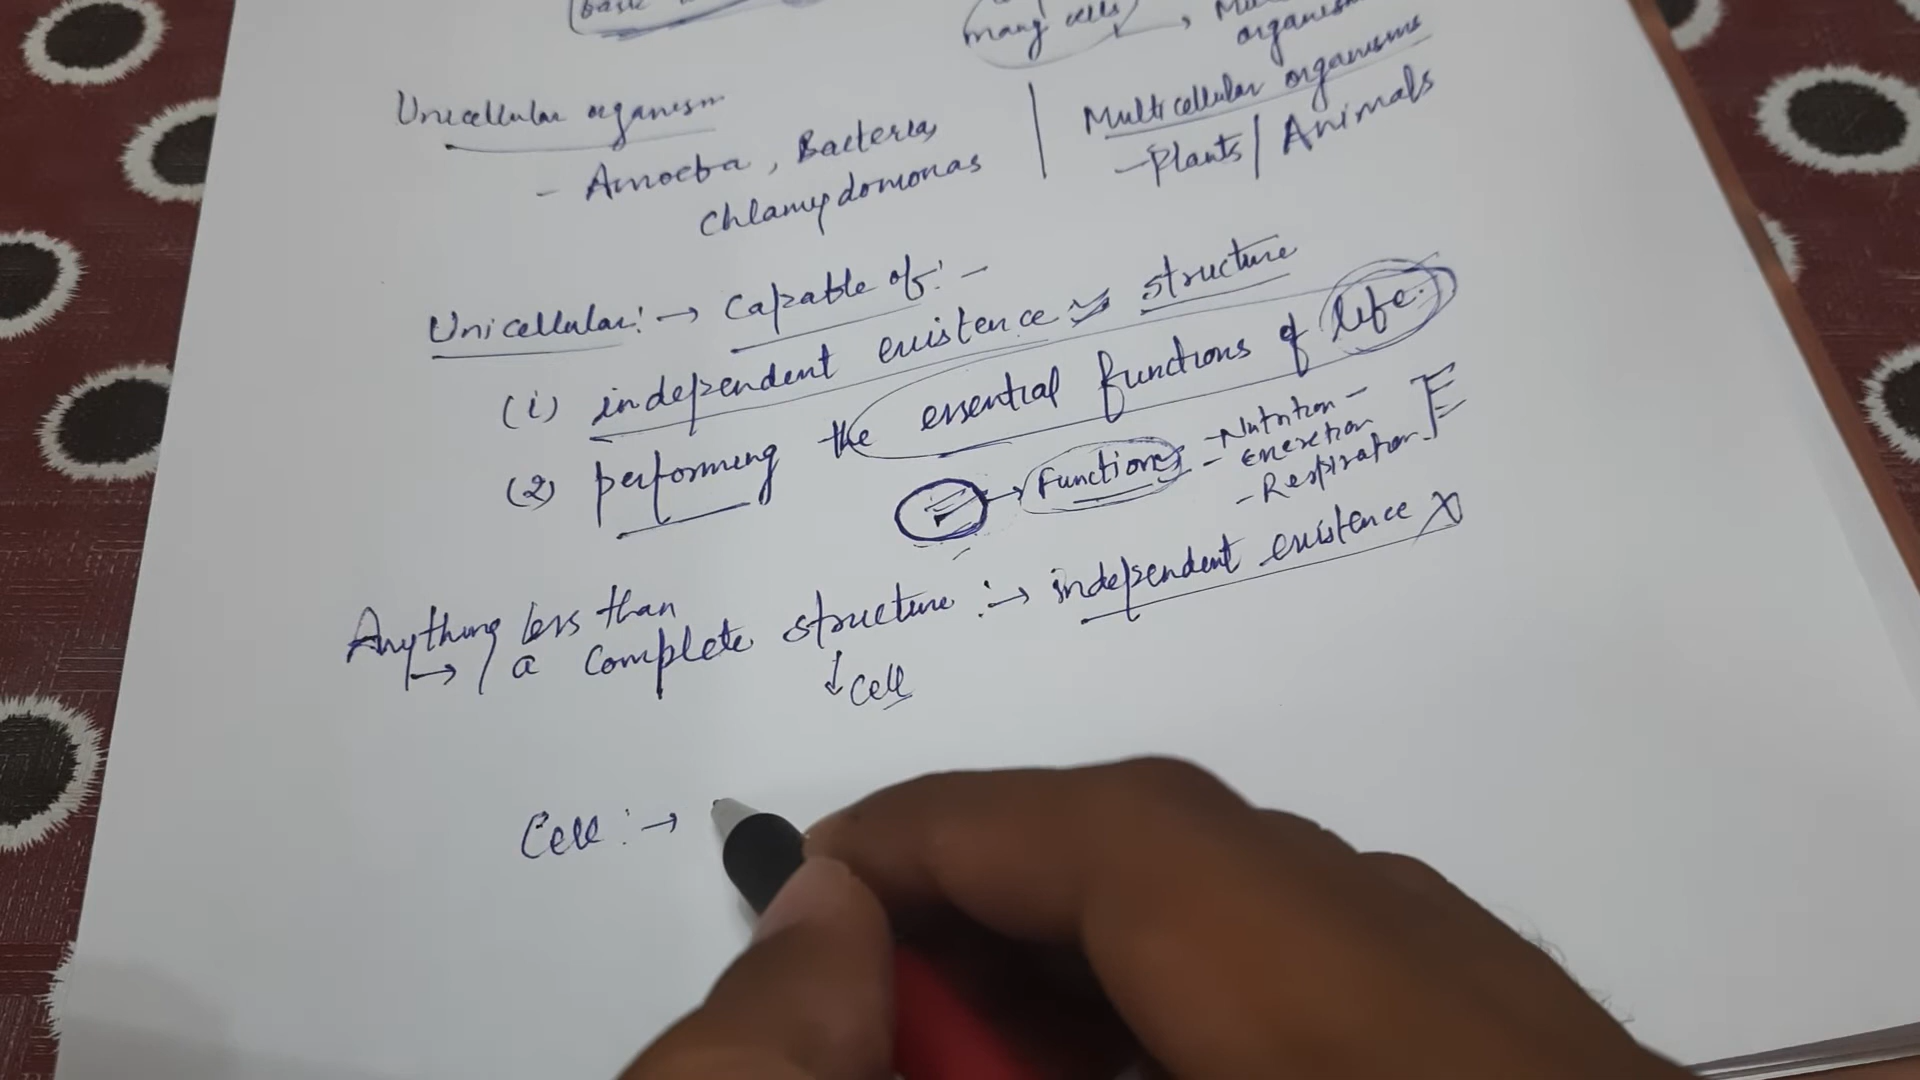 basic
many cells →
organism
Unicellular organism
- Amoeba, Bacteria,
Chlamydomonas
Multicellular organisms
- Plants / Animals
Unicellular: → Capable of: -
(i) independent existence structure
(2) performing the essential functions of life.
→ Functions - Nutrition -
- Excretion
- Respiration
Anything less than
→ / a complete structure :→ independent existence X
↓ Cell
Cell: →